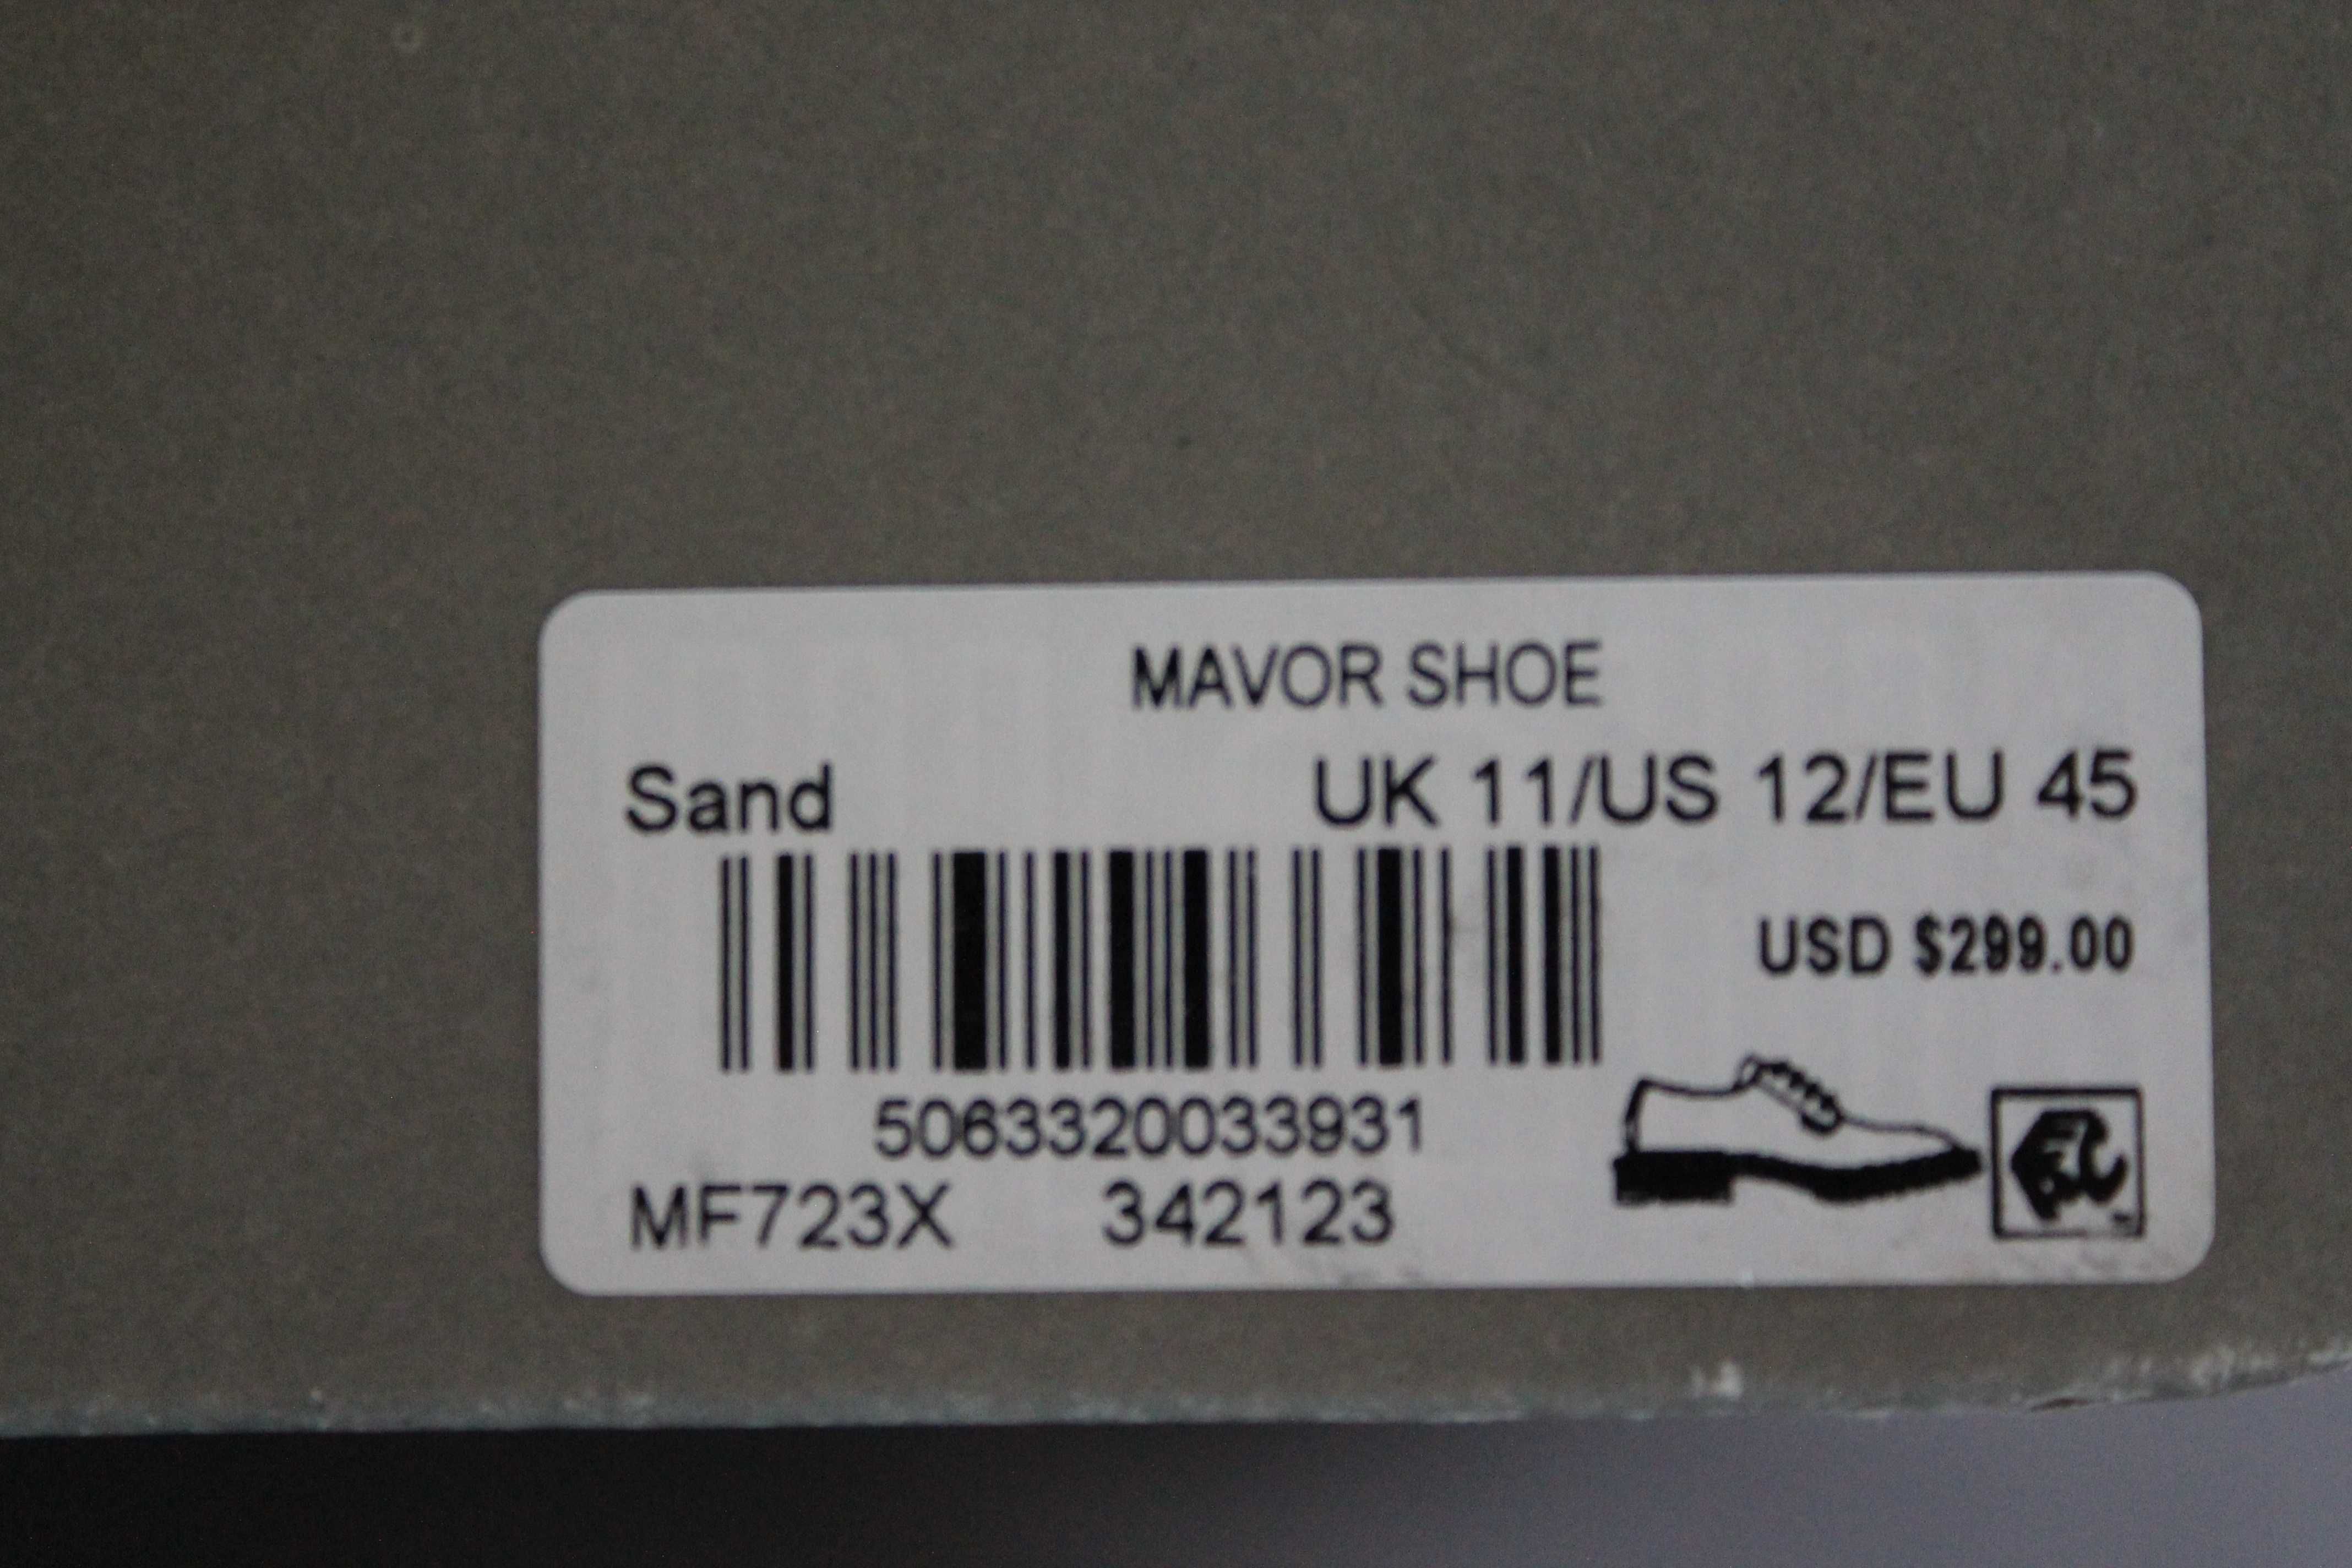 MAVOR SHOE
Sand UK 11/US 12/EU 45
USD $299.00
5063320033931
MF723X 342123